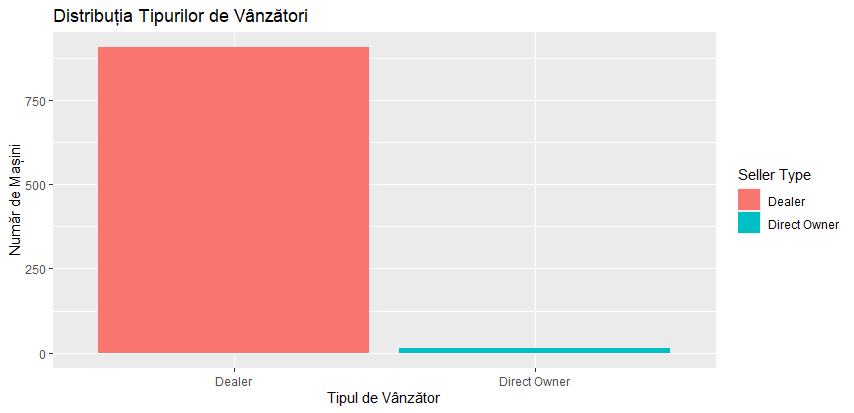 Distribuția Tipurilor de Vânzători
Număr de Mașini
750
500
250
0
Dealer
Direct Owner
Tipul de Vânzător
Seller Type
Dealer
Direct Owner